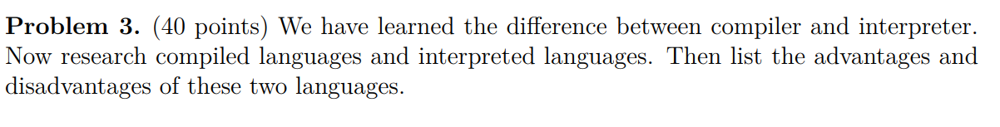 Problem 3. (40 points) We have learned the difference between compiler and interpreter.
Now research compiled languages and interpreted languages. Then list the advantages and
disadvantages of these two languages.